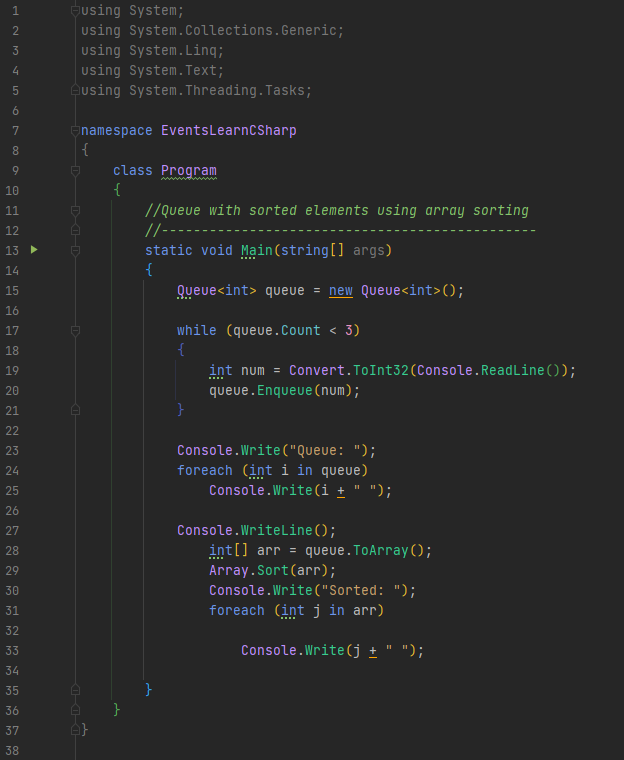 1 using System;
2 using System.Collections.Generic;
3 using System.Linq;
4 using System.Text;
5 using System.Threading.Tasks;
6
7 namespace EventsLearnCSharp
8 {
9     class Program
10     {
11         //Queue with sorted elements using array sorting
12         //-----------------------------------------------
13         static void Main(string[] args)
14         {
15             Queue<int> queue = new Queue<int>();
16
17             while (queue.Count < 3)
18             {
19                 int num = Convert.ToInt32(Console.ReadLine());
20                 queue.Enqueue(num);
21             }
22
23             Console.Write("Queue: ");
24             foreach (int i in queue)
25                 Console.Write(i + " ");
26
27             Console.WriteLine();
28                 int[] arr = queue.ToArray();
29                 Array.Sort(arr);
30                 Console.Write("Sorted: ");
31                 foreach (int j in arr)
32
33                     Console.Write(j + " ");
34
35         }
36     }
37 }
38